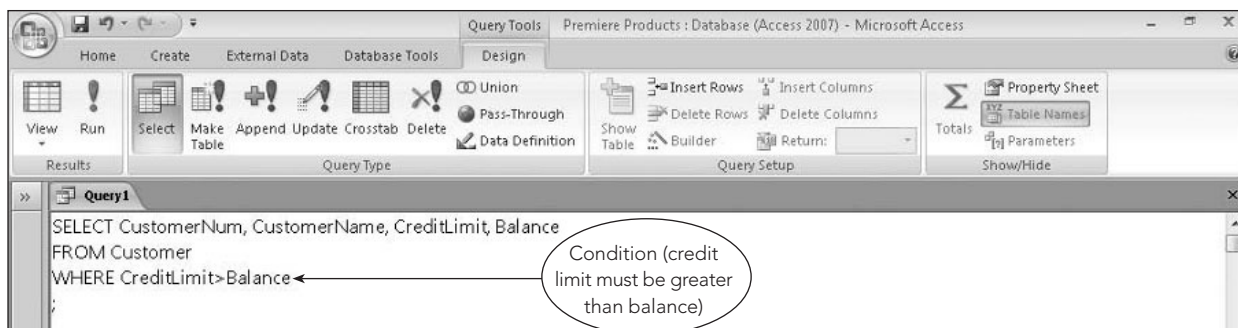 Query Tools Premiere Products : Database (Access 2007) - Microsoft Access
Home Create External Data Database Tools Design
View Run Select Make Table Append Update Crosstab Delete
Union
Pass-Through
Data Definition
Show Table
Insert Rows
Delete Rows
Builder
Insert Columns
Delete Columns
Return:
Totals
Property Sheet
Table Names
Parameters
Results Query Type Query Setup Show/Hide
Query1
SELECT CustomerNum, CustomerName, CreditLimit, Balance
FROM Customer
WHERE CreditLimit>Balance
;
Condition (credit
limit must be greater
than balance)